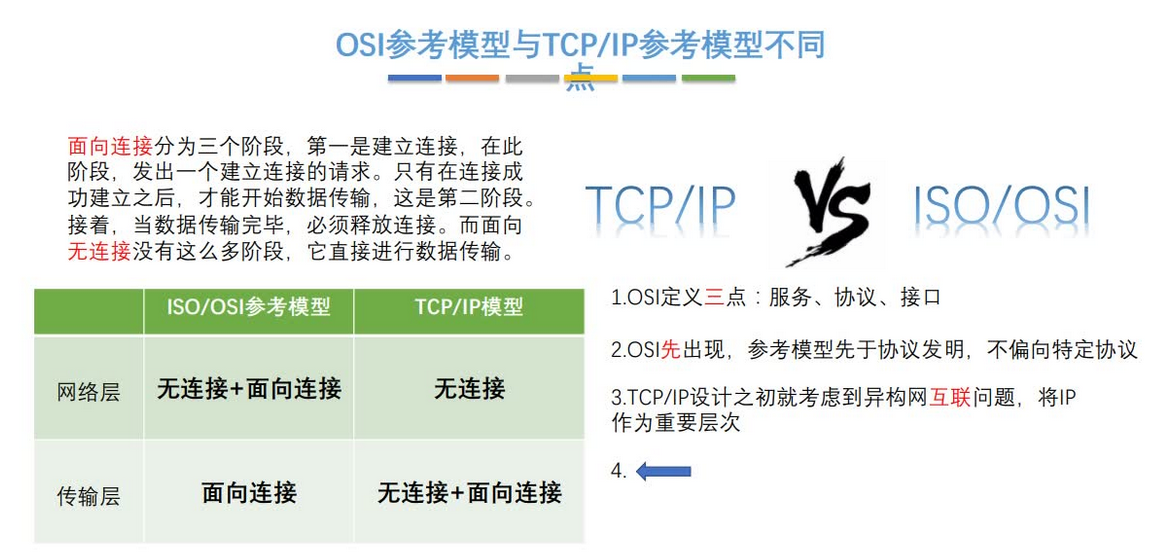 OSI参考模型与TCP/IP参考模型不同
点
面向连接分为三个阶段，第一是建立连接，在此
阶段，发出一个建立连接的请求。只有在连接成
功建立之后，才能开始数据传输，这是第二阶段。
接着，当数据传输完毕，必须释放连接。而面向
无连接没有这么多阶段，它直接进行数据传输。
TCP/IP VS ISO/OSI
ISO/OSI参考模型 TCP/IP模型
网络层 无连接+面向连接 无连接
传输层 面向连接 无连接+面向连接
1.OSI定义三点：服务、协议、接口
2.OSI先出现，参考模型先于协议发明，不偏向特定协议
3.TCP/IP设计之初就考虑到异构网互联问题，将IP
作为重要层次
4.